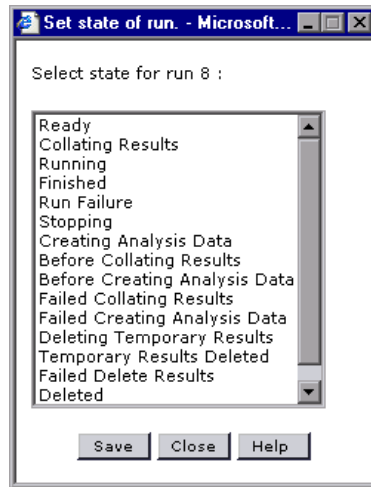 Set state of run. - Microsoft...
Select state for run 8 :
Ready
Collating Results
Running
Finished
Run Failure
Stopping
Creating Analysis Data
Before Collating Results
Before Creating Analysis Data
Failed Collating Results
Failed Creating Analysis Data
Deleting Temporary Results
Temporary Results Deleted
Failed Delete Results
Deleted
Save Close Help